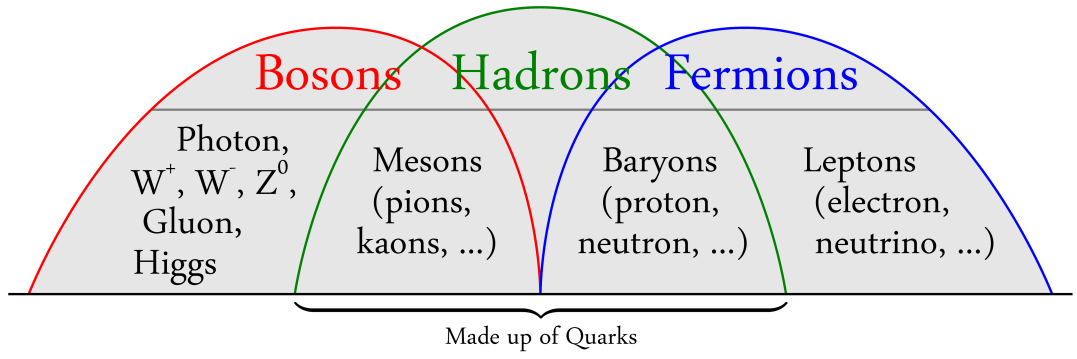 Bosons
Hadrons
Fermions
Photon,
W⁺, W⁻, Z⁰,
Gluon,
Higgs
Mesons
(pions,
kaons, ...)
Baryons
(proton,
neutron, ...)
Leptons
(electron,
neutrino, ...)
Made up of Quarks